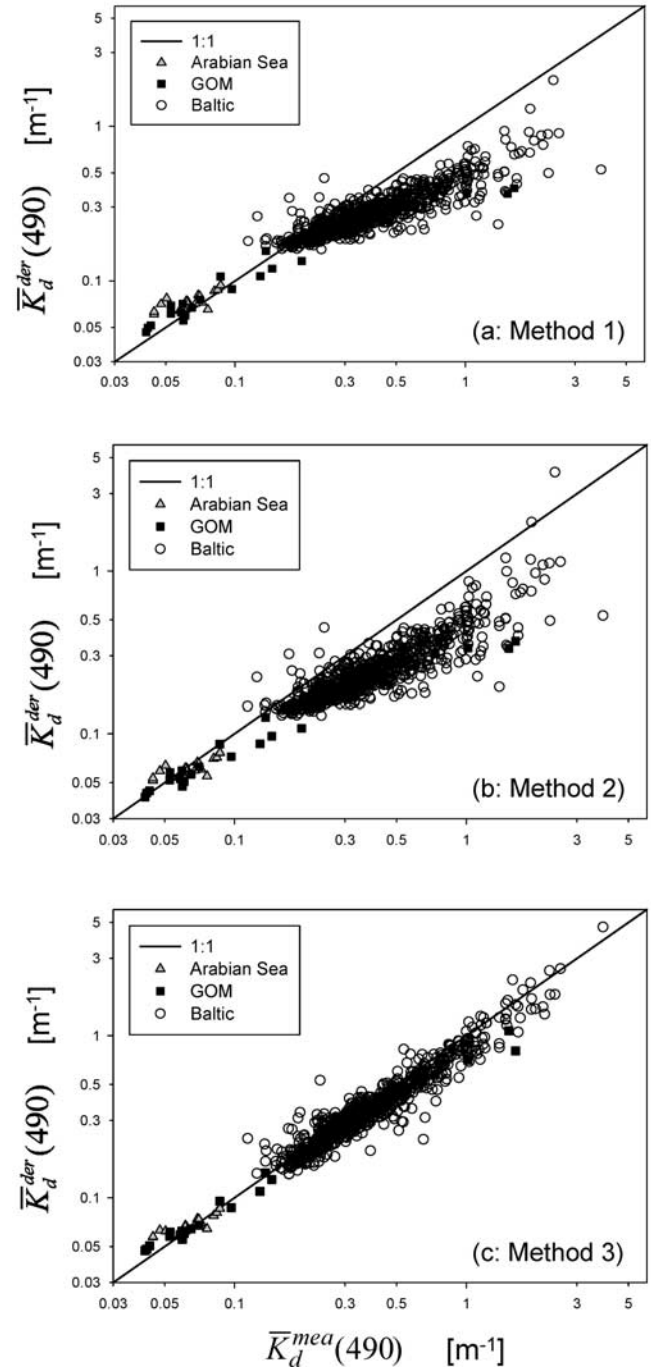 5
3
1
0.5
0.3
0.1
0.05
0.03
1:1
Arabian Sea
GOM
Baltic
K̅_d^der(490) [m⁻¹]
(a: Method 1)
0.03 0.05 0.1 0.3 0.5 1 3 5
5
3
1
0.5
0.3
0.1
0.05
0.03
1:1
Arabian Sea
GOM
Baltic
K̅_d^der(490) [m⁻¹]
(b: Method 2)
0.03 0.05 0.1 0.3 0.5 1 3 5
5
3
1
0.5
0.3
0.1
0.05
0.03
1:1
Arabian Sea
GOM
Baltic
K̅_d^der(490) [m⁻¹]
(c: Method 3)
0.03 0.05 0.1 0.3 0.5 1 3 5
K̅_d^mea(490) [m⁻¹]